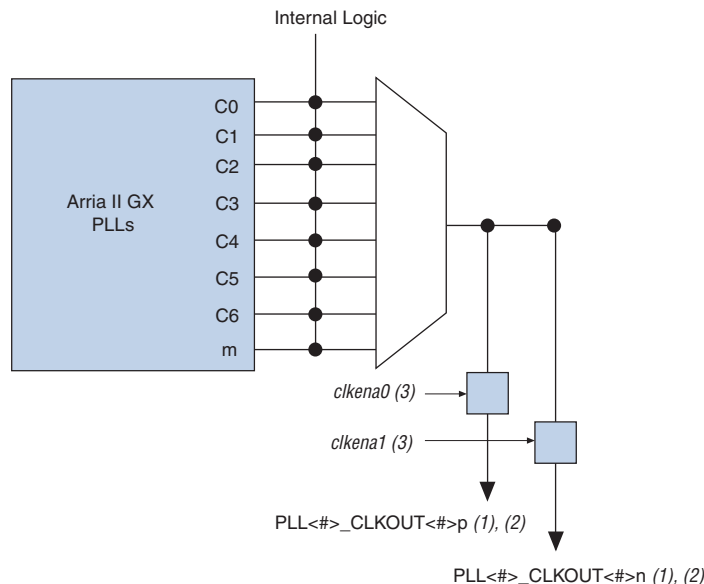 Internal Logic
C0
C1
C2
Arria II GX
PLLs
C3
C4
C5
C6
m
clkena0 (3)
clkena1 (3)
PLL<#>_CLKOUT<#>p (1), (2)
PLL<#>_CLKOUT<#>n (1), (2)